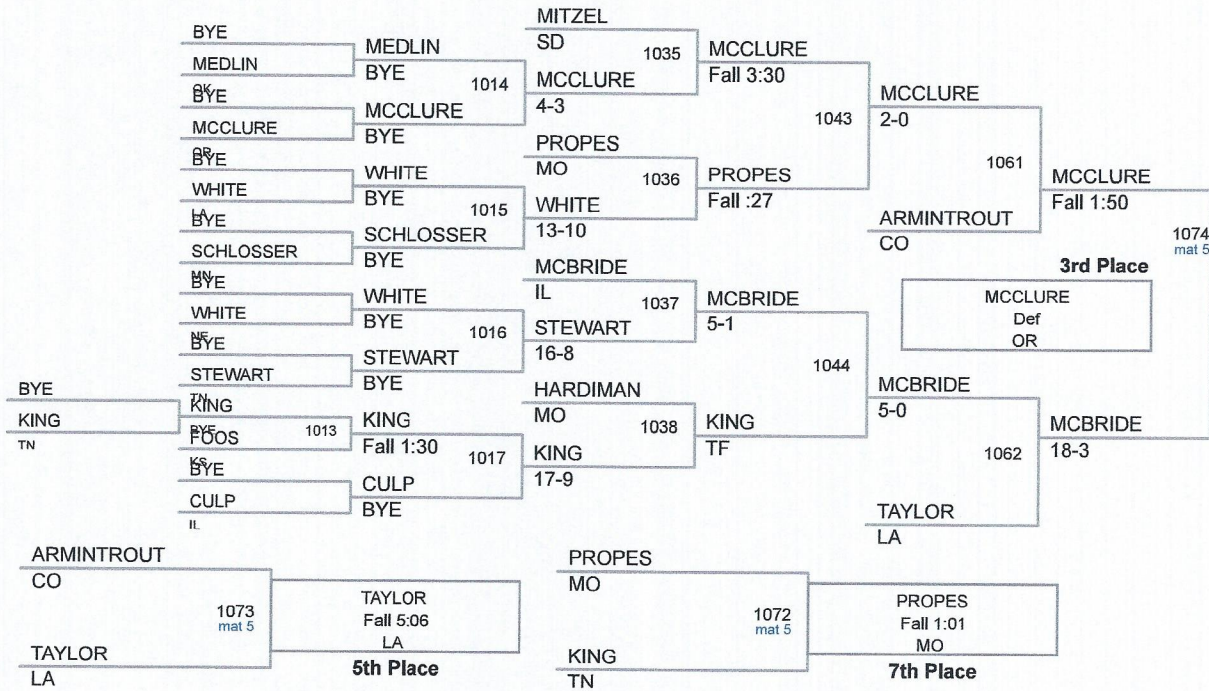 BYE
MEDLIN
OK
BYE
MCCLURE
OR
BYE
WHITE
LA
BYE
SCHLOSSER
MN
BYE
WHITE
NE
BYE
STEWART
TN
BYE
KING
TN
KING
BYE
FOOS
KS
1013
BYE
CULP
IL
MEDLIN
BYE
1014
MCCLURE
BYE
WHITE
BYE
1015
SCHLOSSER
BYE
WHITE
BYE
1016
STEWART
BYE
KING
Fall 1:30
1017
CULP
BYE
MITZEL
SD
1035
MCCLURE
4-3
PROPES
MO
1036
WHITE
13-10
MCBRIDE
IL
1037
STEWART
16-8
HARDIMAN
MO
1038
KING
17-9
MCCLURE
Fall 3:30
1043
PROPES
Fall :27
MCBRIDE
5-1
1044
KING
TF
MCCLURE
2-0
1061
ARMINTROUT
CO
MCBRIDE
5-0
1062
TAYLOR
LA
MCCLURE
Fall 1:50
1074
mat 5
3rd Place
MCCLURE
Def
OR
MCBRIDE
18-3
ARMINTROUT
CO
1073
mat 5
TAYLOR
LA
TAYLOR
Fall 5:06
LA
5th Place
PROPES
MO
1072
mat 5
KING
TN
PROPES
Fall 1:01
MO
7th Place